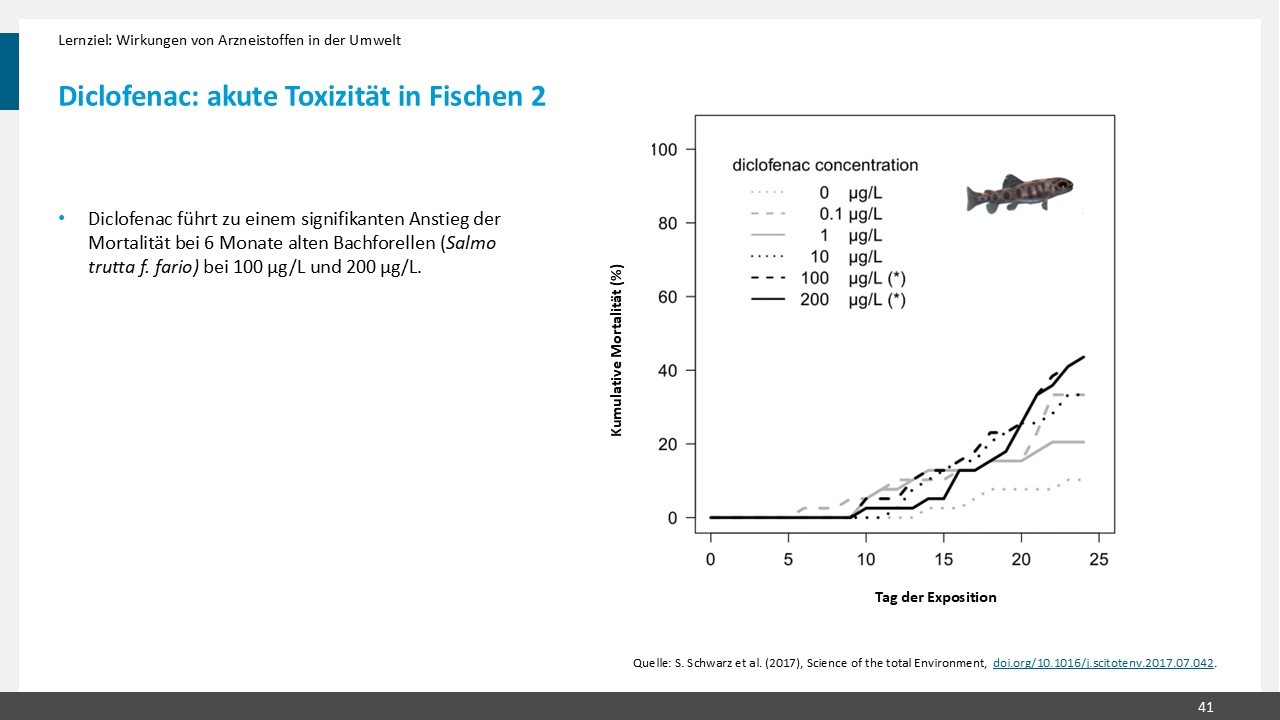 Lernziel: Wirkungen von Arzneistoffen in der Umwelt
Diclofenac: akute Toxizität in Fischen 2
• Diclofenac führt zu einem signifikanten Anstieg der
Mortalität bei 6 Monate alten Bachforellen (Salmo
trutta f. fario) bei 100 µg/L und 200 µg/L.
Kumulative Mortalität (%)
100
80
60
40
20
0
diclofenac concentration
0 µg/L
0.1 µg/L
1 µg/L
10 µg/L
100 µg/L (*)
200 µg/L (*)
0 5 10 15 20 25
Tag der Exposition
Quelle: S. Schwarz et al. (2017), Science of the total Environment, doi.org/10.1016/j.scitotenv.2017.07.042.
41